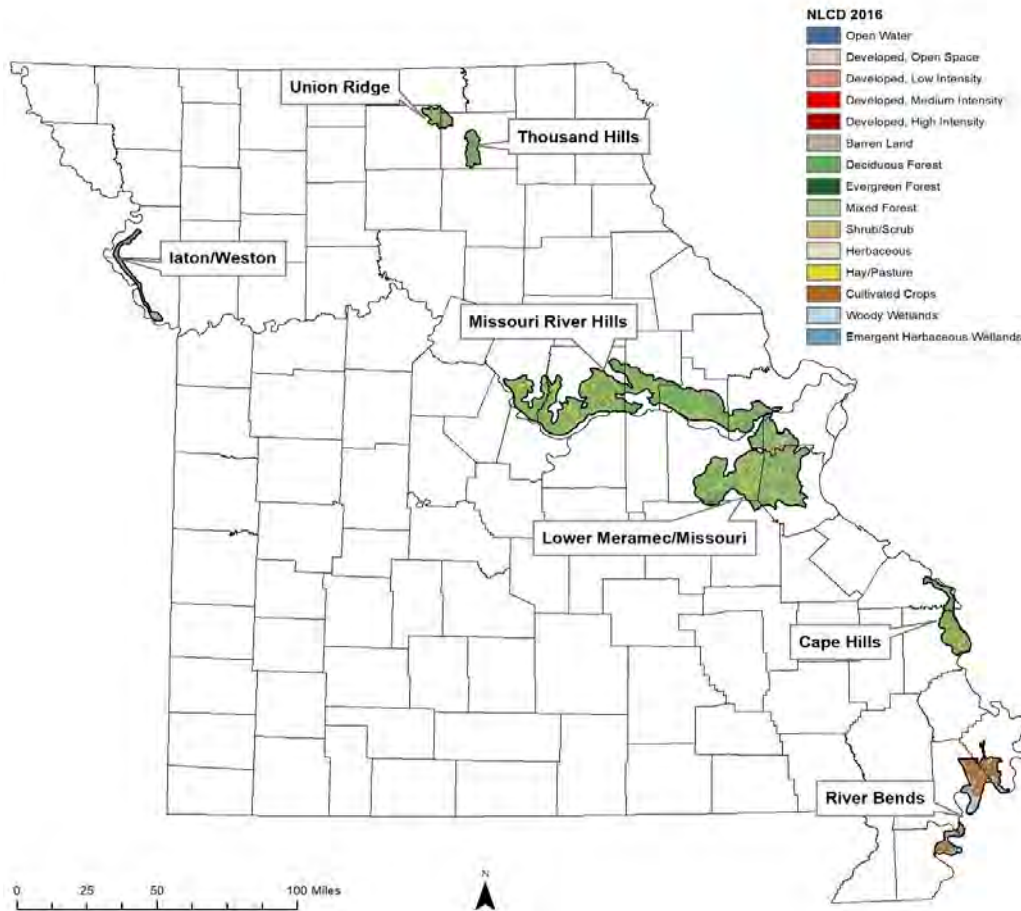 NLCD 2016
Open Water
Developed, Open Space
Developed, Low Intensity
Developed, Medium Intensity
Developed, High Intensity
Barren Land
Deciduous Forest
Evergreen Forest
Mixed Forest
Shrub/Scrub
Herbaceous
Hay/Pasture
Cultivated Crops
Woody Wetlands
Emergent Herbaceous Wetlands
Union Ridge
Thousand Hills
Iaton/Weston
Missouri River Hills
Lower Meramec/Missouri
Cape Hills
River Bends
0 25 50 100 Miles
N